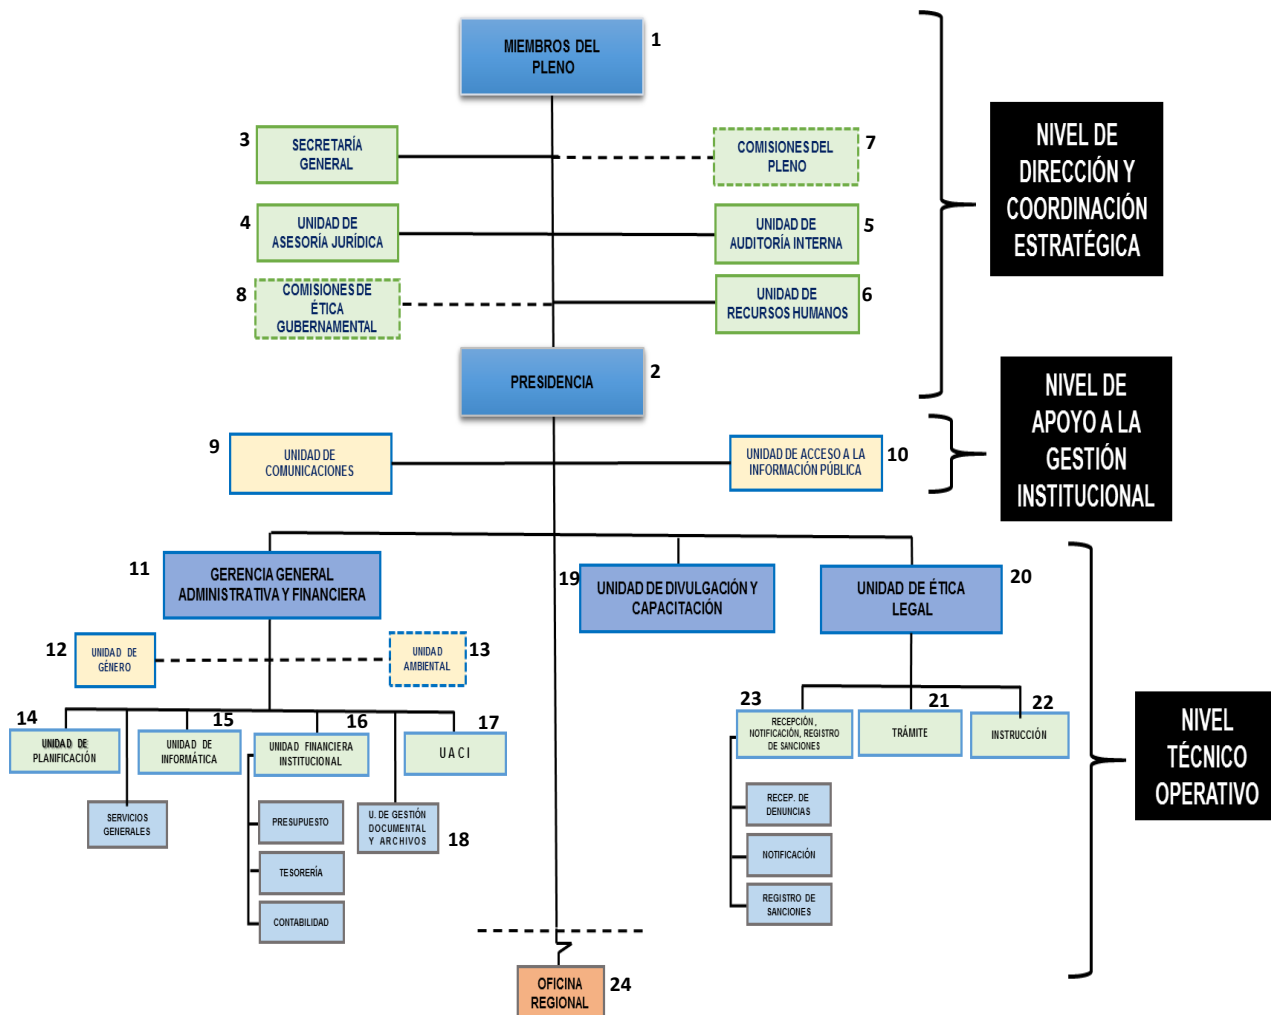 MIEMBROS DEL
PLENO
1
3
SECRETARÍA
GENERAL
COMISIONES DEL
PLENO
7
4
UNIDAD DE
ASESORÍA JURÍDICA
UNIDAD DE
AUDITORÍA INTERNA
5
8
COMISIONES DE
ÉTICA
GUBERNAMENTAL
UNIDAD DE
RECURSOS HUMANOS
6
PRESIDENCIA
2
NIVEL DE
DIRECCIÓN Y
COORDINACIÓN
ESTRATÉGICA
9
UNIDAD DE
COMUNICACIONES
UNIDAD DE ACCESO A LA
INFORMACIÓN PÚBLICA
10
NIVEL DE
APOYO A LA
GESTIÓN
INSTITUCIONAL
11
GERENCIA GENERAL
ADMINISTRATIVA Y FINANCIERA
19
UNIDAD DE DIVULGACIÓN Y
CAPACITACIÓN
UNIDAD DE ÉTICA
LEGAL
20
12
UNIDAD DE
GÉNERO
UNIDAD
AMBIENTAL
13
14
UNIDAD DE
PLANIFICACIÓN
15
UNIDAD DE
INFORMÁTICA
16
UNIDAD FINANCIERA
INSTITUCIONAL
17
UACI
23
RECEPCIÓN,
NOTIFICACIÓN, REGISTRO
DE SANCIONES
21
TRÁMITE
22
INSTRUCCIÓN
NIVEL
TÉCNICO
OPERATIVO
SERVICIOS
GENERALES
PRESUPUESTO
TESORERÍA
CONTABILIDAD
U. DE GESTIÓN
DOCUMENTAL
Y ARCHIVOS
18
RECEP. DE
DENUNCIAS
NOTIFICACIÓN
REGISTRO DE
SANCIONES
OFICINA
REGIONAL
24